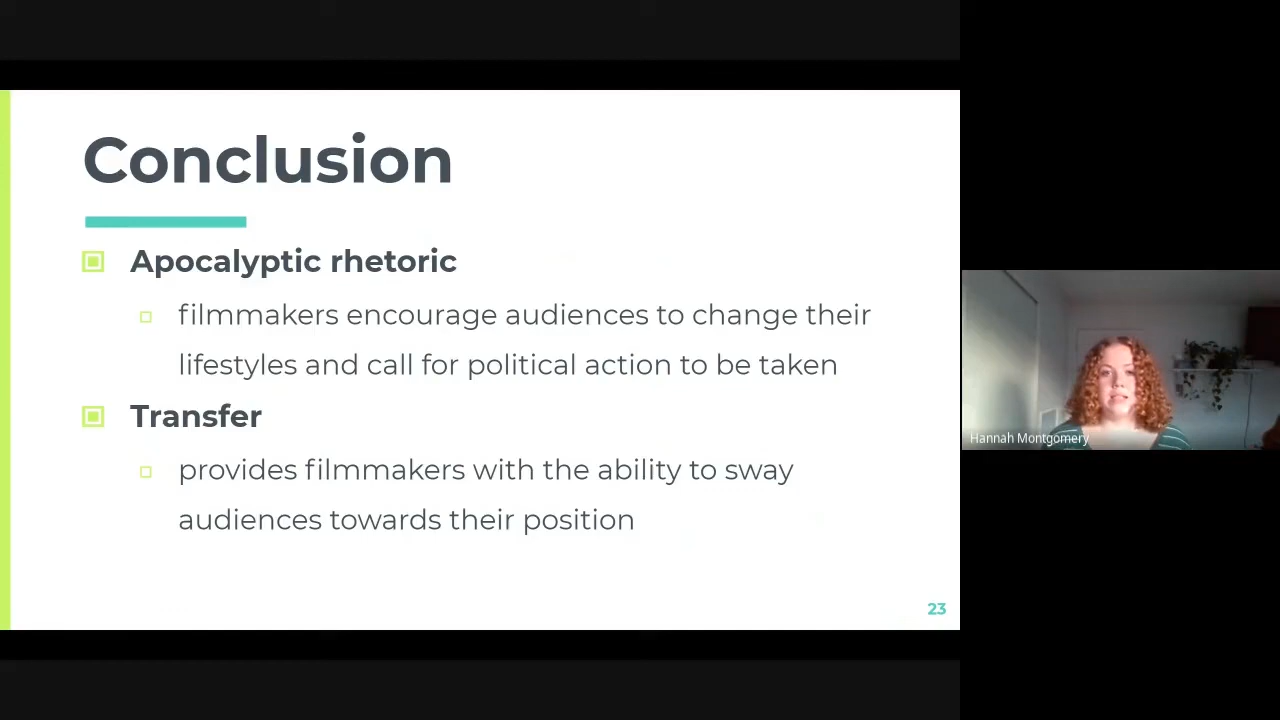 Conclusion
Apocalyptic rhetoric
filmmakers encourage audiences to change their
lifestyles and call for political action to be taken
Transfer
provides filmmakers with the ability to sway
audiences towards their position
23
Hannah Montgomery